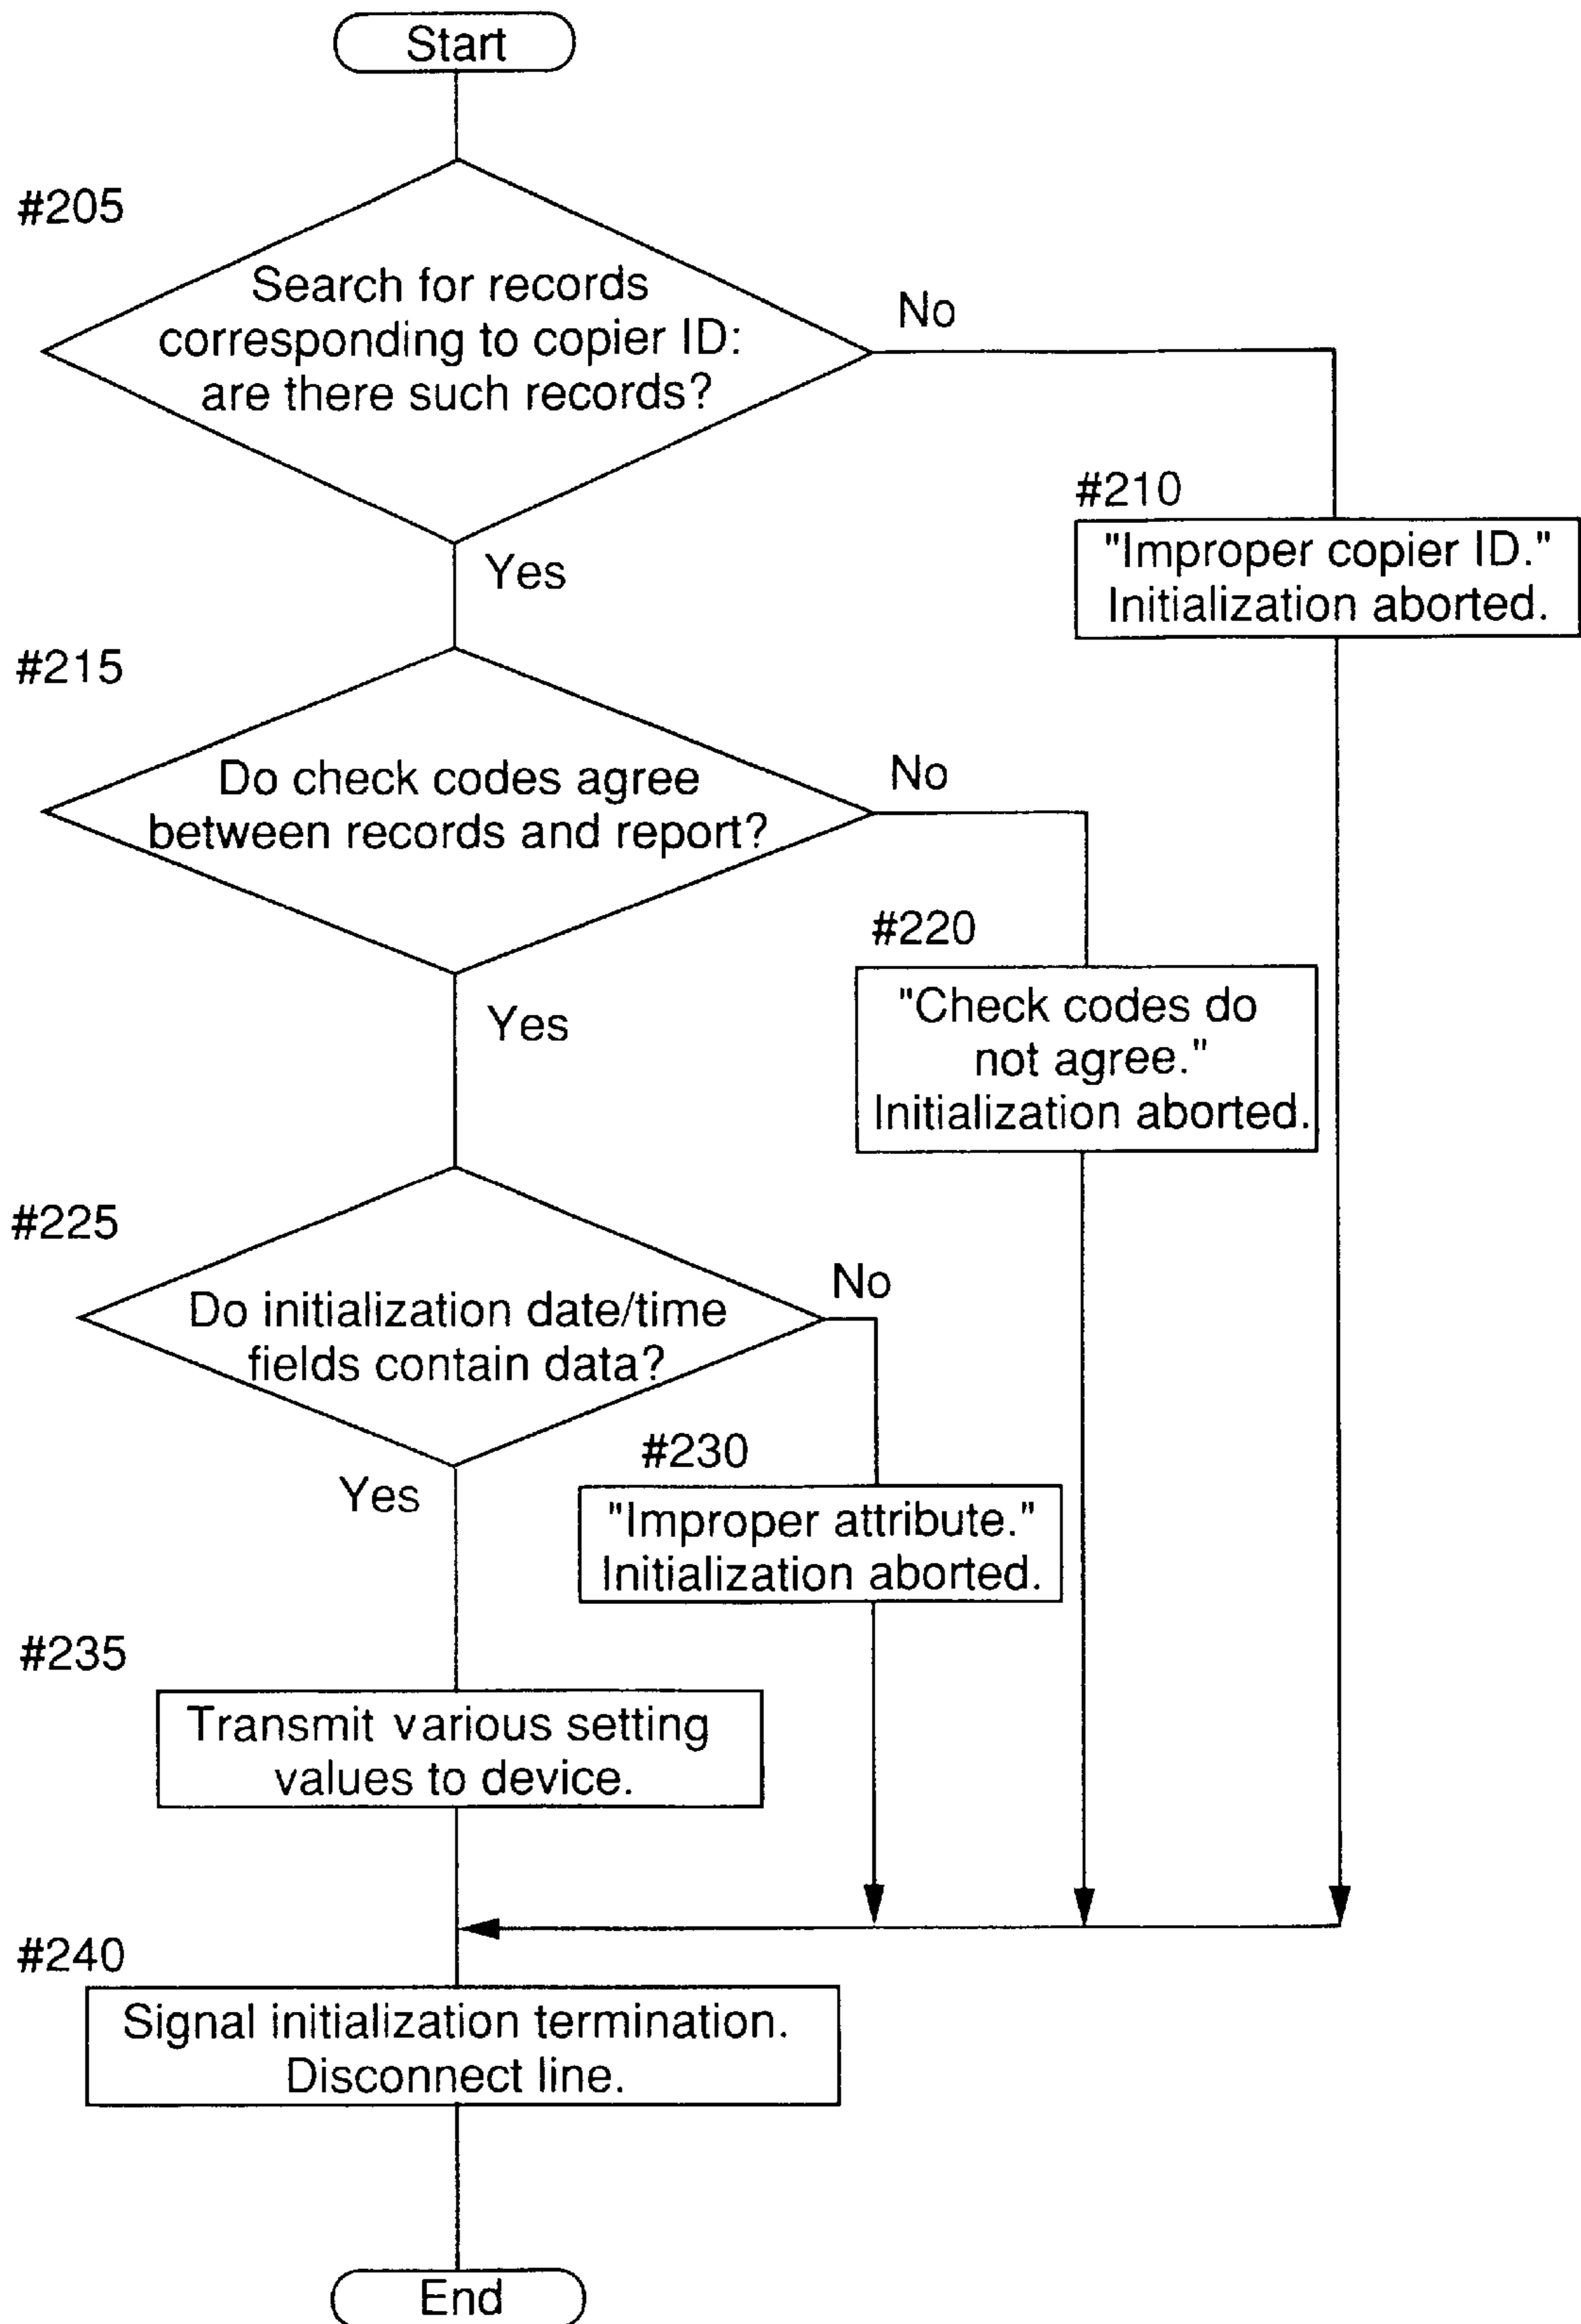 Start
#205
Search for records
corresponding to copier ID:
are there such records?
No
#210
"Improper copier ID."
Initialization aborted.
Yes
#215
Do check codes agree
between records and report?
No
#220
"Check codes do
not agree."
Initialization aborted.
Yes
#225
Do initialization date/time
fields contain data?
No
#230
"Improper attribute."
Initialization aborted.
Yes
#235
Transmit various setting
values to device.
#240
Signal initialization termination.
Disconnect line.
End